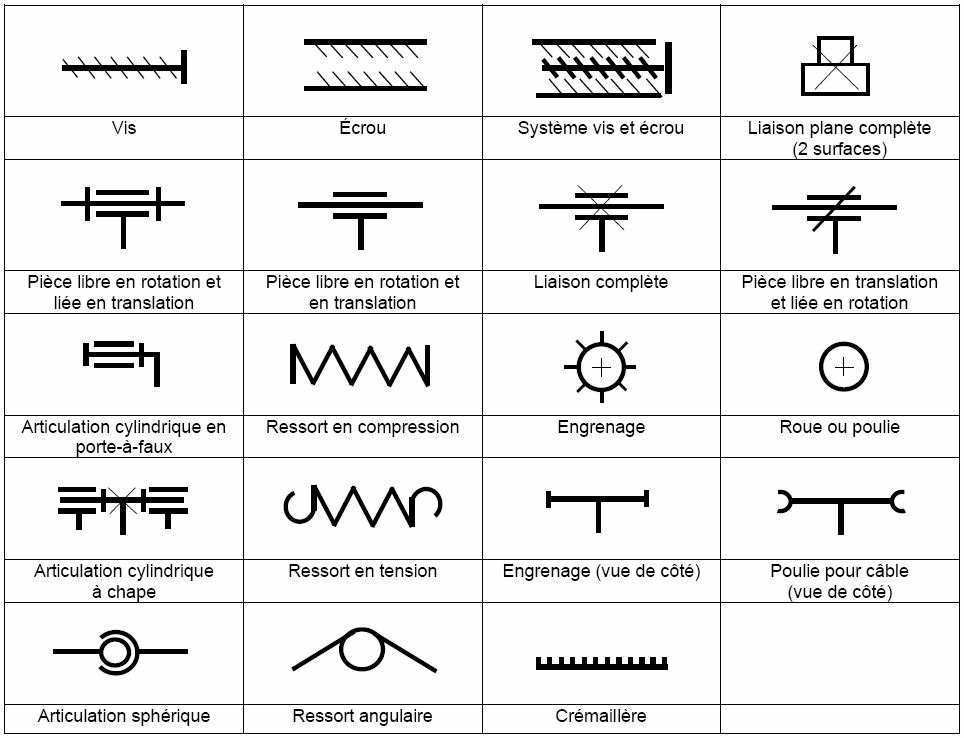 Vis
Écrou
Système vis et écrou
Liaison plane complète
(2 surfaces)
Pièce libre en rotation et
liée en translation
Pièce libre en rotation et
en translation
Liaison complète
Pièce libre en translation
et liée en rotation
Articulation cylindrique en
porte-à-faux
Ressort en compression
Engrenage
Roue ou poulie
Articulation cylindrique
à chape
Ressort en tension
Engrenage (vue de côté)
Poulie pour câble
(vue de côté)
Articulation sphérique
Ressort angulaire
Crémaillère